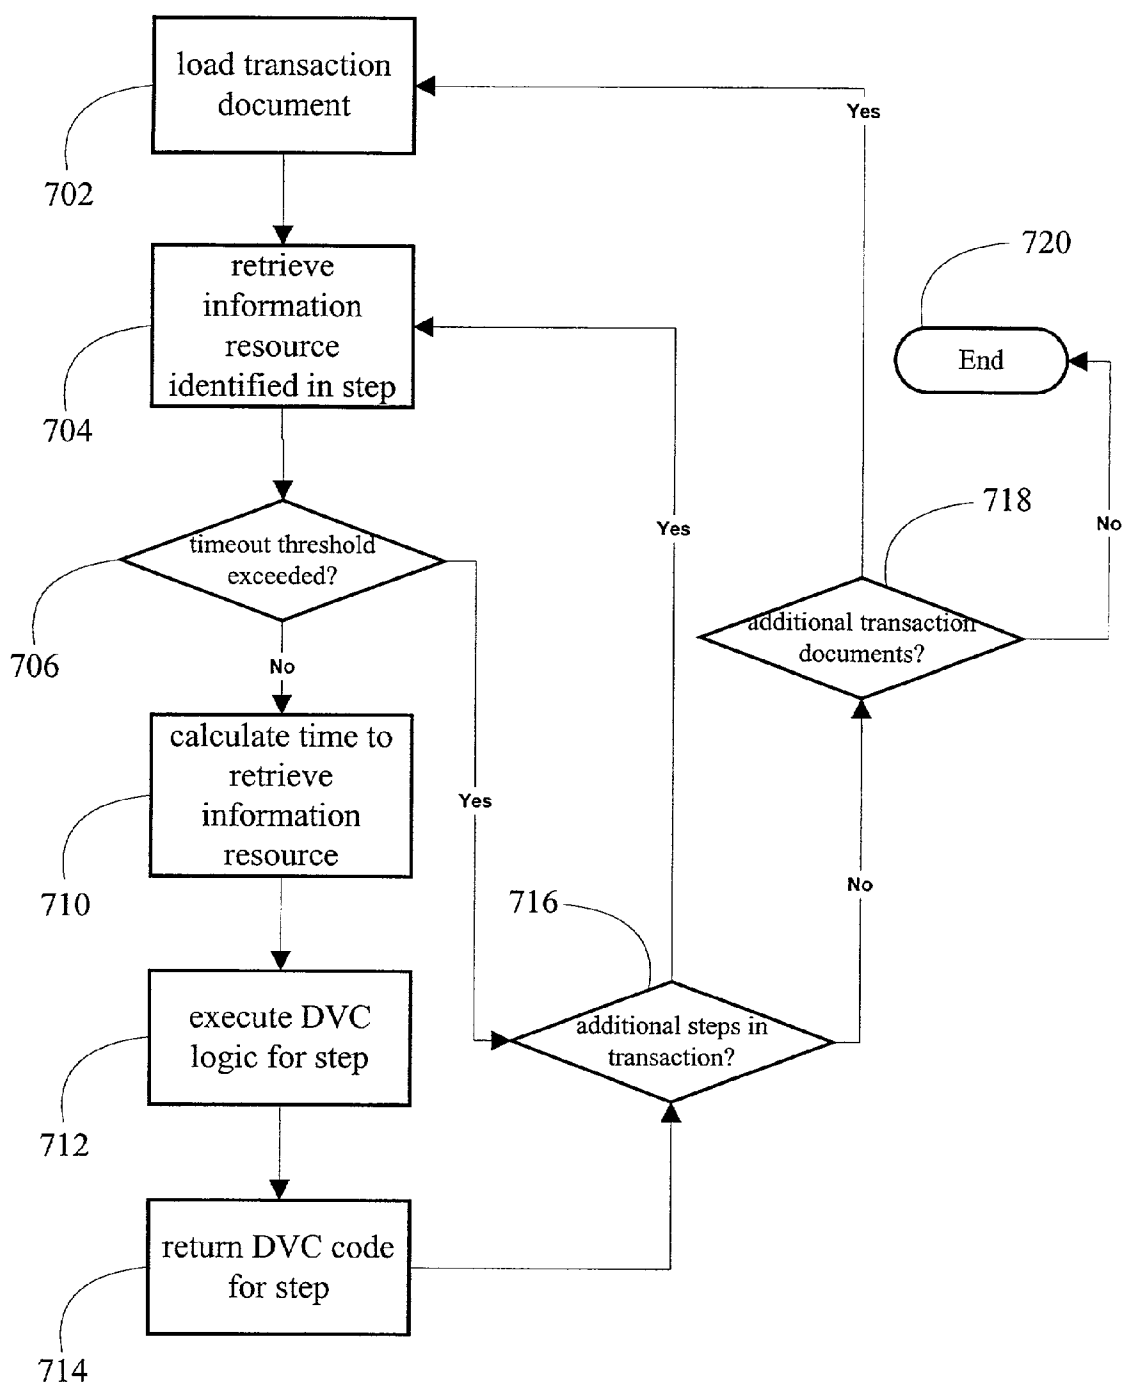 load transaction
document
Yes
702
720
retrieve
information
resource
identified in step
End
704
718
Yes
No
timeout threshold
exceeded?
additional transaction
documents?
706
No
calculate time to
retrieve
information
resource
Yes
No
710
716
execute DVC
logic for step
additional steps in
transaction?
712
return DVC code
for step
714